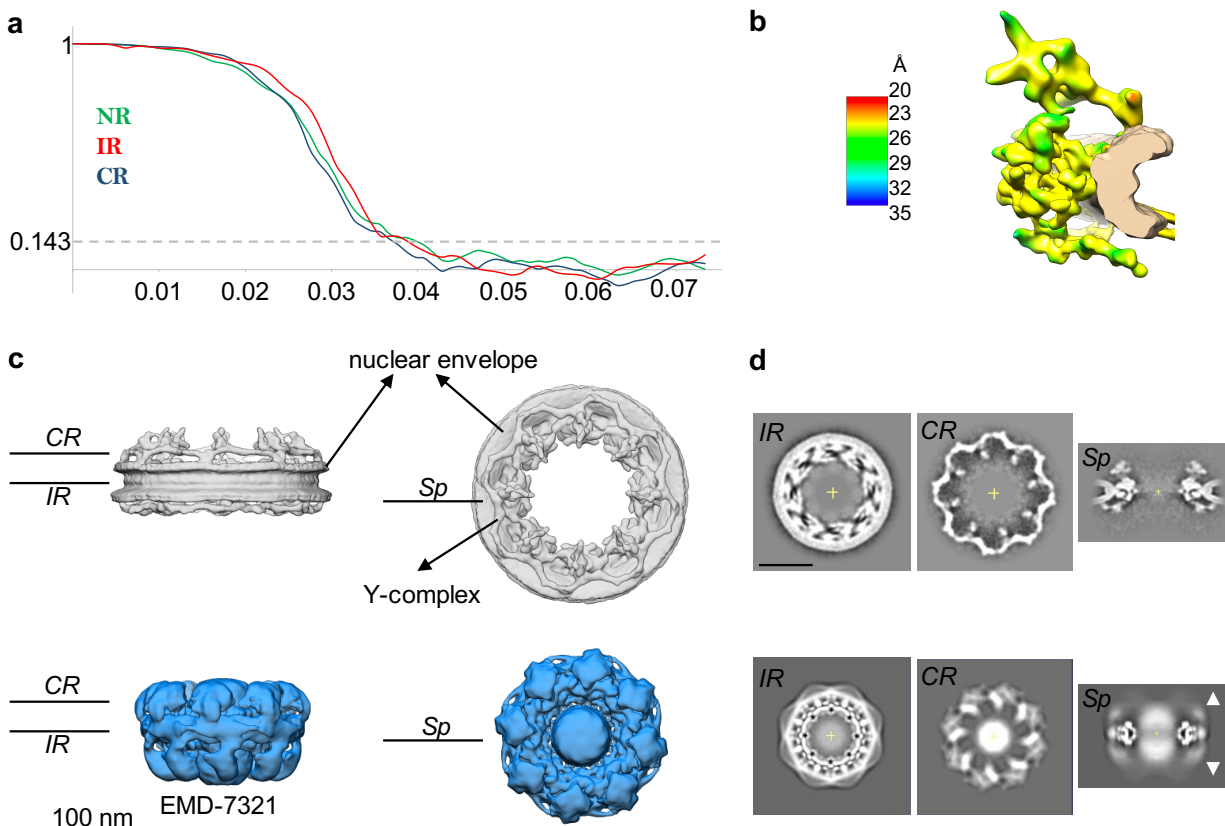 a
1
NR
IR
CR
0.143
0.01 0.02 0.03 0.04 0.05 0.06 0.07
b
Å
20
23
26
29
32
35
c
nuclear envelope
CR
IR
Sp
Y-complex
CR
IR
Sp
EMD-7321
100 nm
d
IR
CR
Sp
IR
CR
Sp